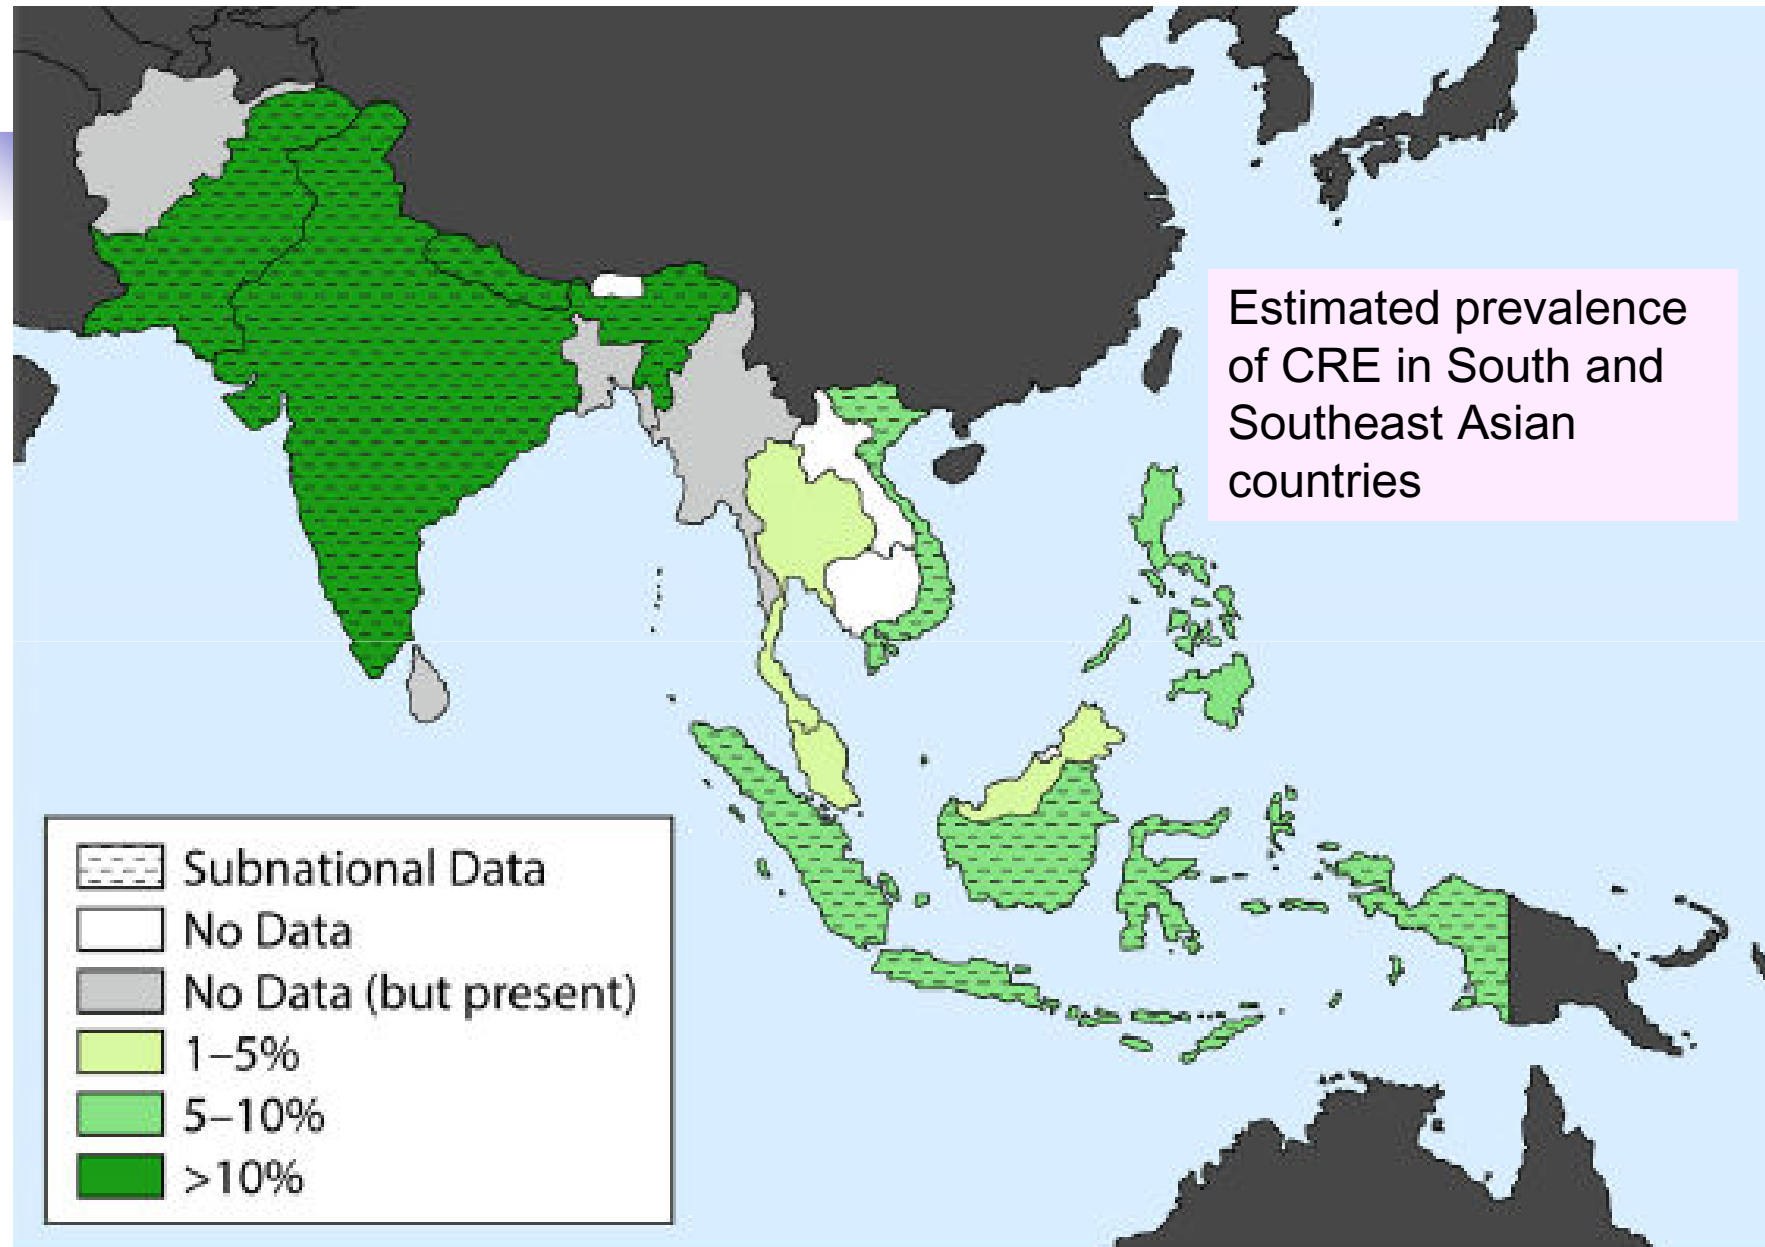 Estimated prevalence
of CRE in South and
Southeast Asian
countries
Subnational Data
No Data
No Data (but present)
1–5%
5–10%
>10%